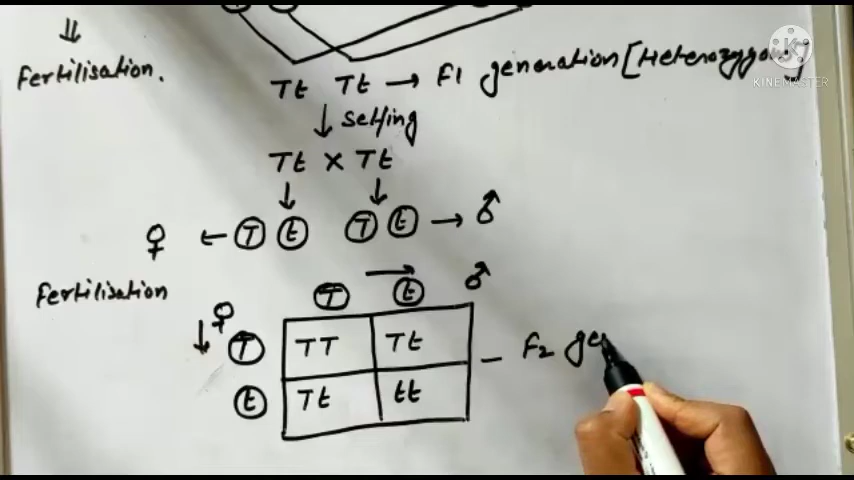 ⇓
Fertilisation.
Tt Tt → F1 generation [Heterozygous]
KINEMASTER
↓ Selfing
Tt × Tt
↓ ↓
♀ ← T t T t → ♂
Fertilisation
→
T t ♂
↓ ♀
T TT Tt – F2 ge
t Tt tt